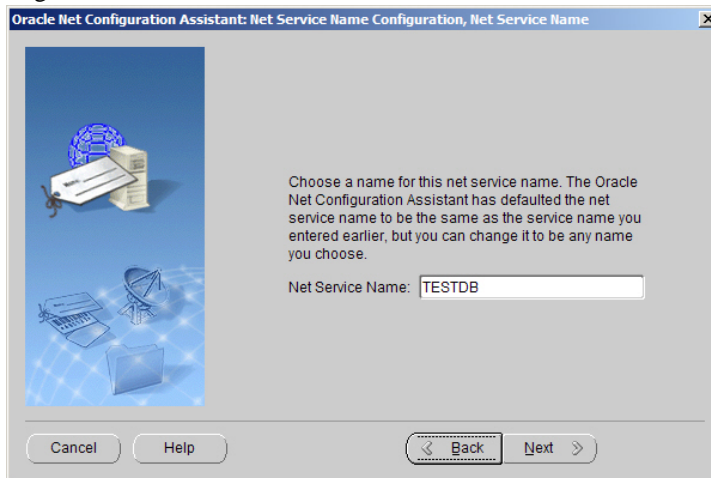 Oracle Net Configuration Assistant: Net Service Name Configuration, Net Service Name
Choose a name for this net service name. The Oracle
Net Configuration Assistant has defaulted the net
service name to be the same as the service name you
entered earlier, but you can change it to be any name
you choose.
Net Service Name: TESTDB
Cancel Help Back Next